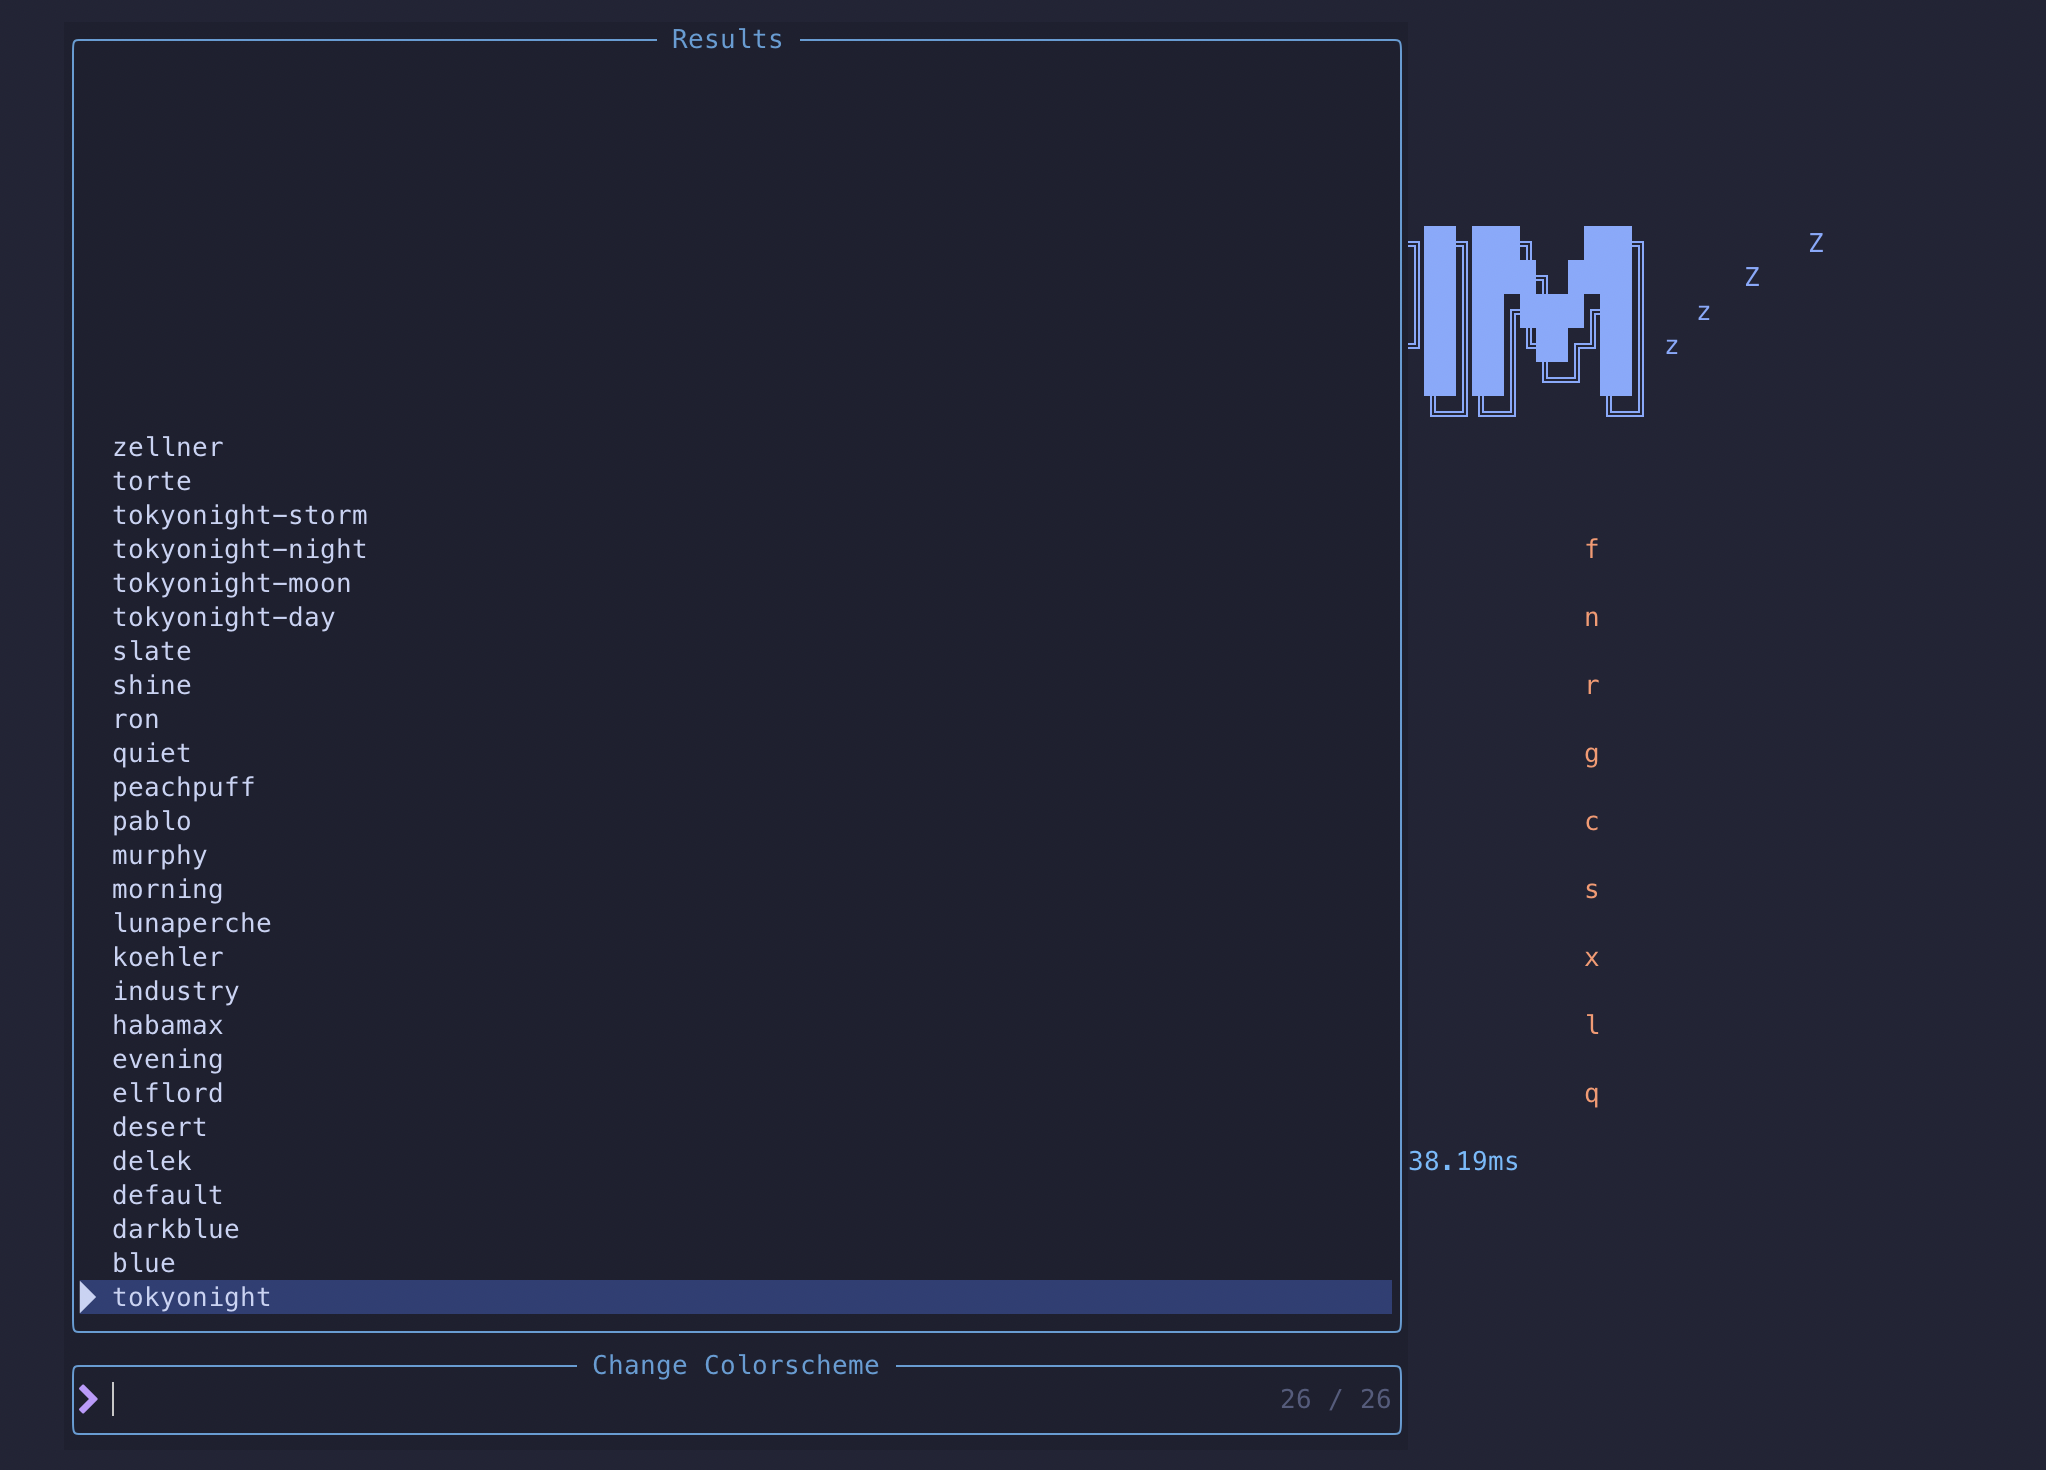 Results
Z
Z
z
z
zellner
torte
tokyonight-storm
tokyonight-night
f
tokyonight-moon
tokyonight-day
n
slate
shine
r
ron
quiet
g
peachpuff
pablo
c
murphy
morning
s
lunaperche
koehler
x
industry
habamax
l
evening
elflord
q
desert
delek
38.19ms
default
darkblue
blue
tokyonight
Change Colorscheme
26 / 26